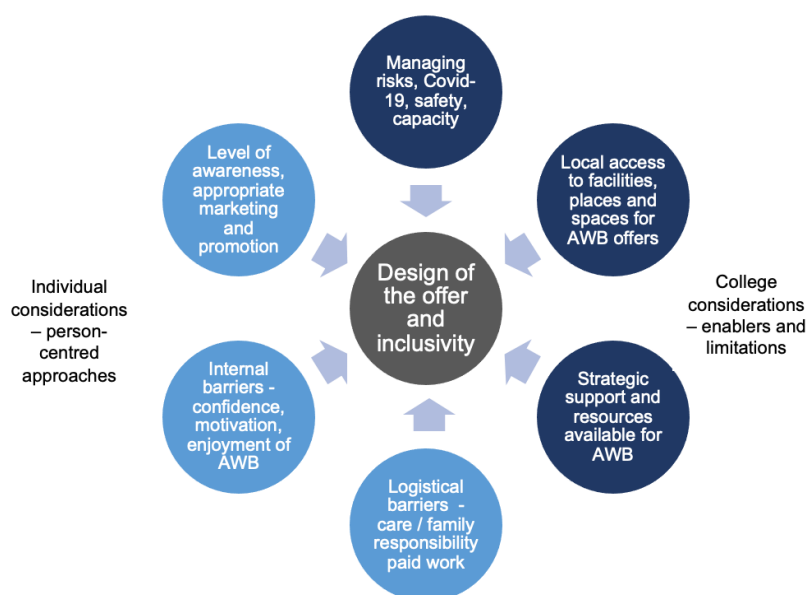 Managing
risks, Covid-
19, safety,
capacity
Level of
awareness,
appropriate
marketing
and
promotion
Local access
to facilities,
places and
spaces for
AWB offers
Individual
considerations
– person-
centred
approaches
Design of
the offer
and
inclusivity
College
considerations
– enablers and
limitations
Internal
barriers -
confidence,
motivation,
enjoyment of
AWB
Strategic
support and
resources
available for
AWB
Logistical
barriers -
care / family
responsibility
paid work